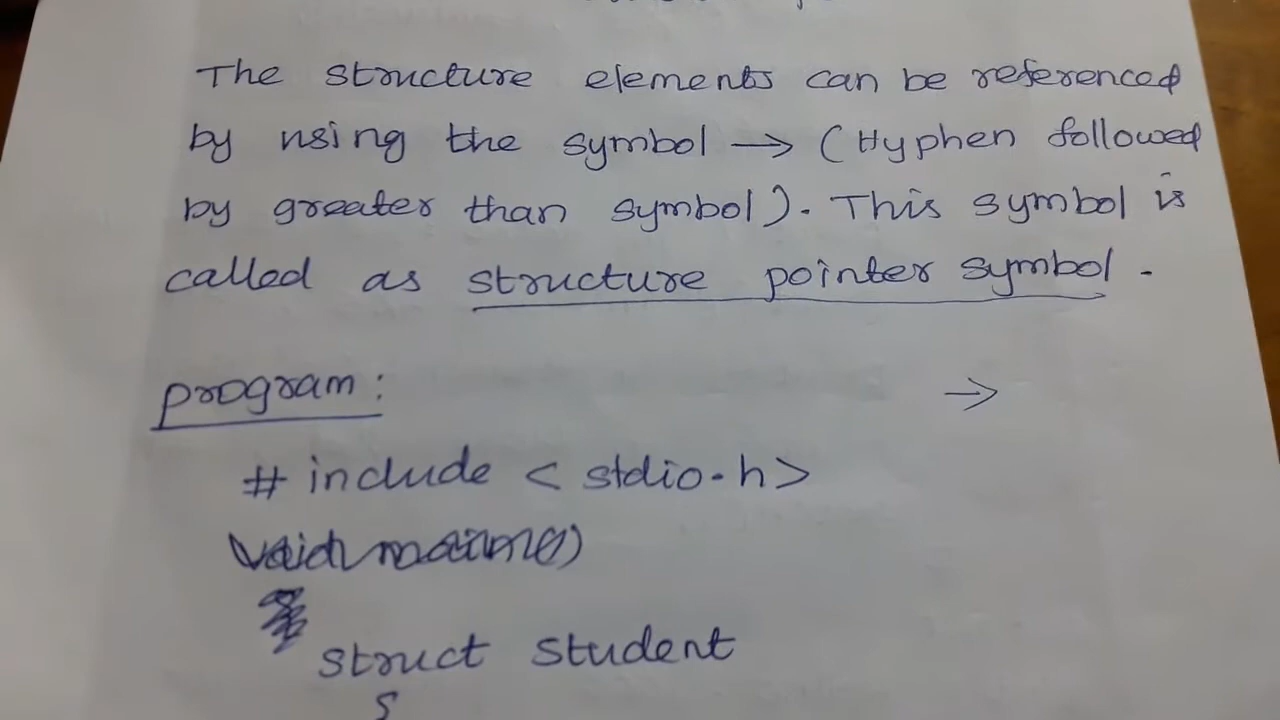 The structure elements can be referenced
by using the symbol → (Hyphen followed
by greater than symbol). This symbol is
called as structure pointer symbol.
program:
→
# include < stdio.h>
void main()
struct student
{